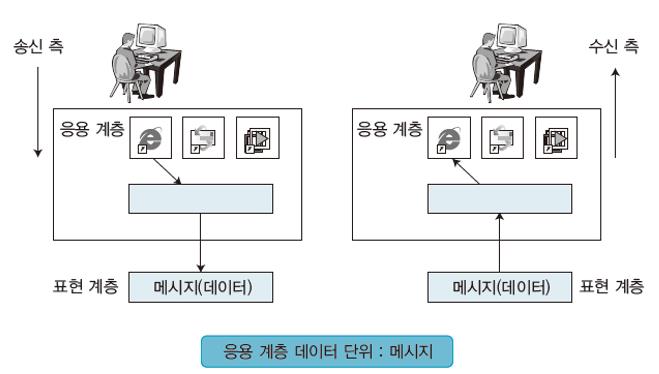 송신 측
수신 측
응용 계층
응용 계층
표현 계층
메시지(데이터)
메시지(데이터)
표현 계층
응용 계층 데이터 단위 : 메시지